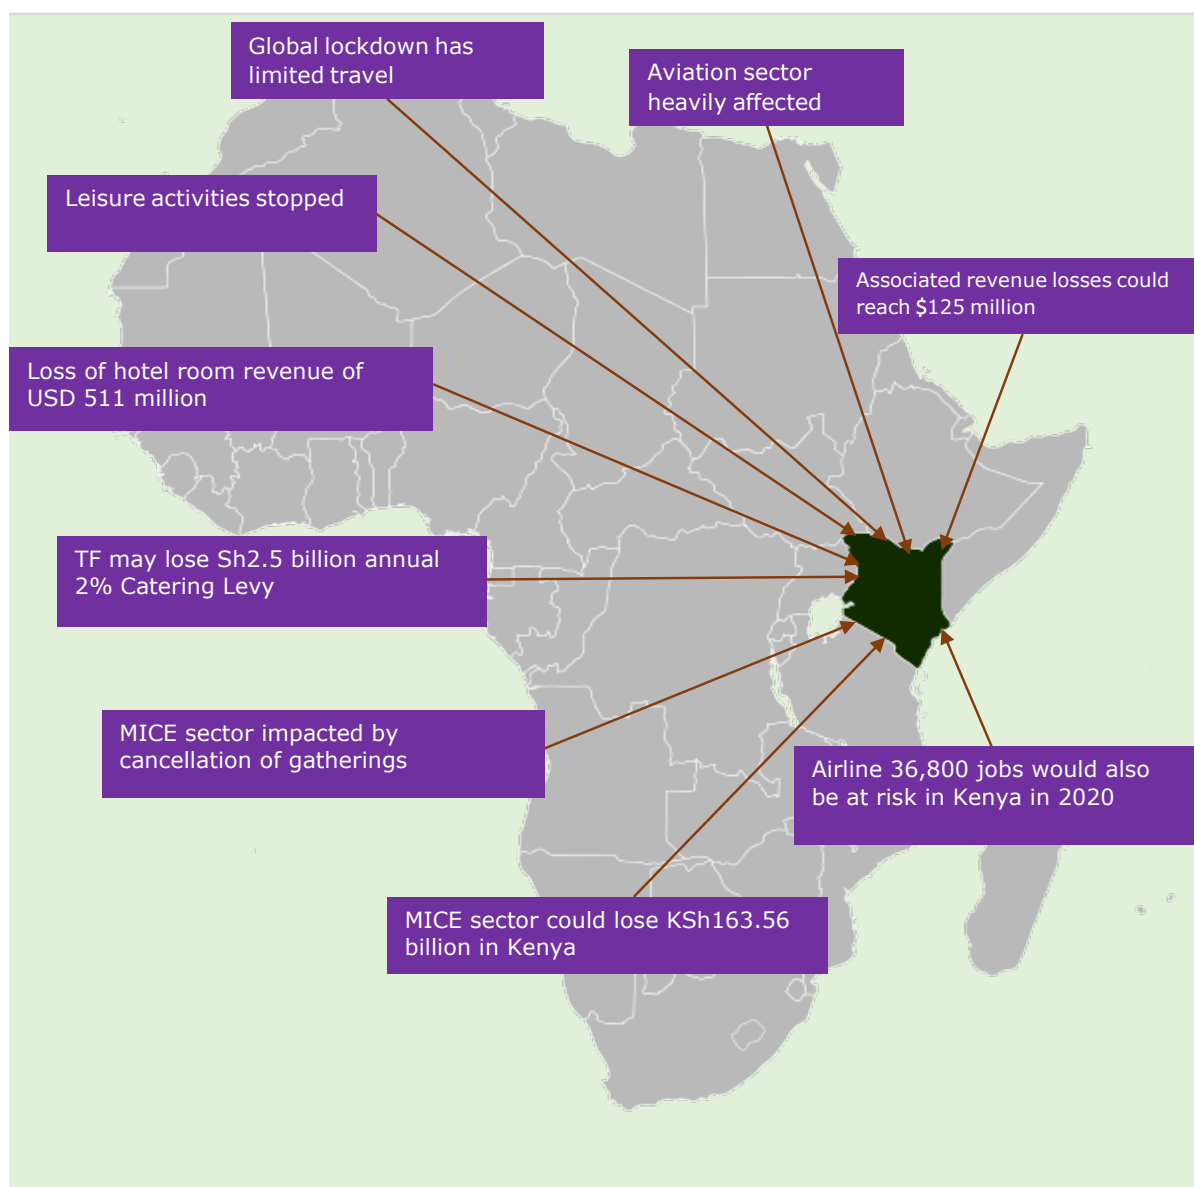 Global lockdown has
limited travel
Aviation sector
heavily affected
Leisure activities stopped
Associated revenue losses could
reach $125 million
Loss of hotel room revenue of
USD 511 million
TF may lose Sh2.5 billion annual
2% Catering Levy
MICE sector impacted by
cancellation of gatherings
Airline 36,800 jobs would also
be at risk in Kenya in 2020
MICE sector could lose KSh163.56
billion in Kenya